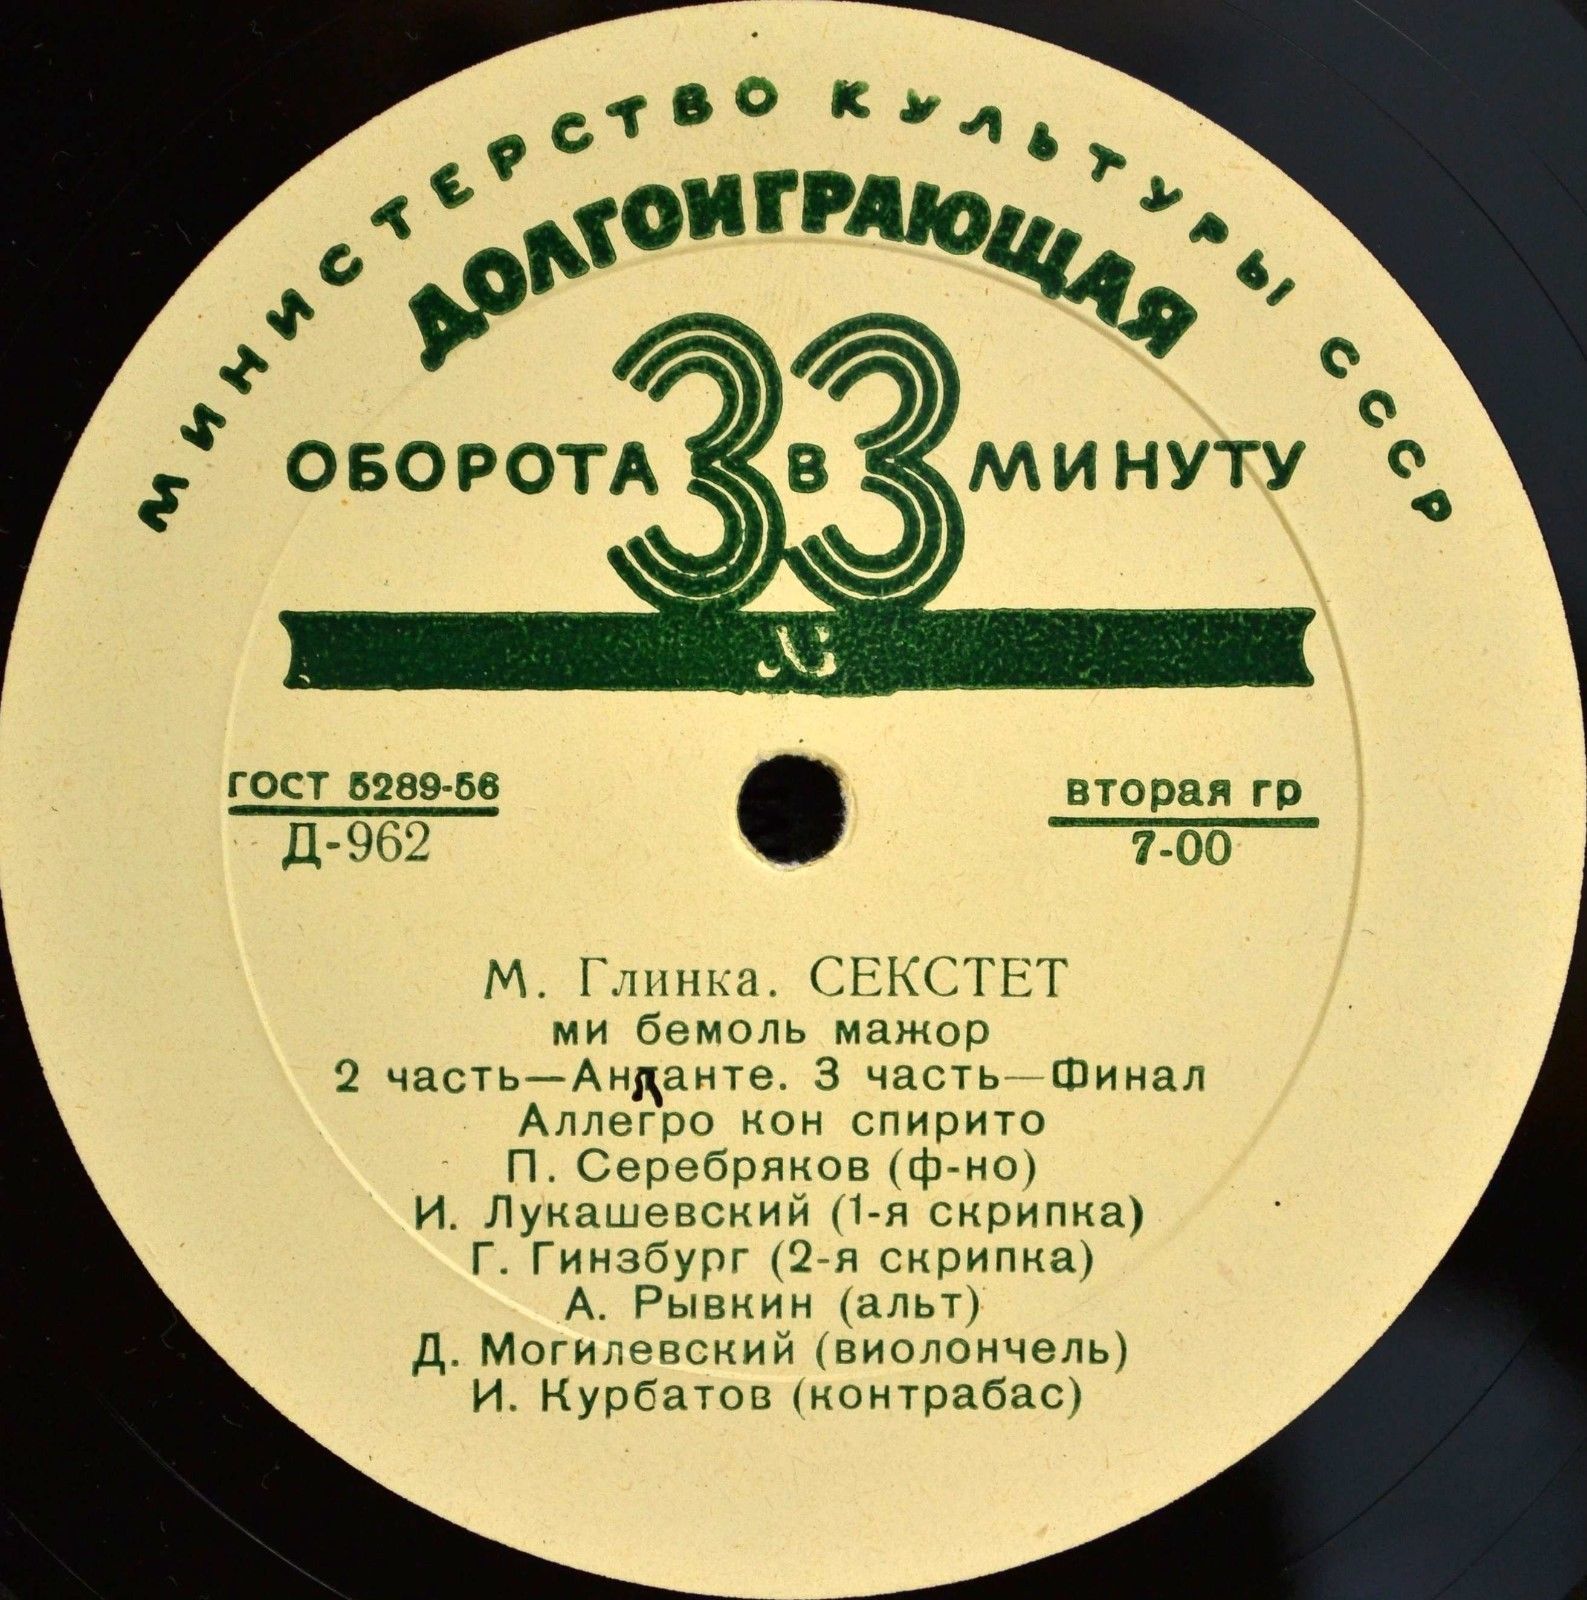 МИНИСТЕРСТВО КУЛЬТУРЫ СССР
ДОЛГОИГРАЮЩАЯ
33
ОБОРОТА В МИНУТУ
ГОСТ 5289-56
Д-962
вторая гр
7-00
М. Глинка. СЕКСТЕТ
ми бемоль мажор
2 часть—Анданте. 3 часть—Финал
Аллегро кон спирито
П. Серебряков (ф-но)
И. Лукашевский (1-я скрипка)
Г. Гинзбург (2-я скрипка)
А. Рывкин (альт)
Д. Могилевский (виолончель)
И. Курбатов (контрабас)